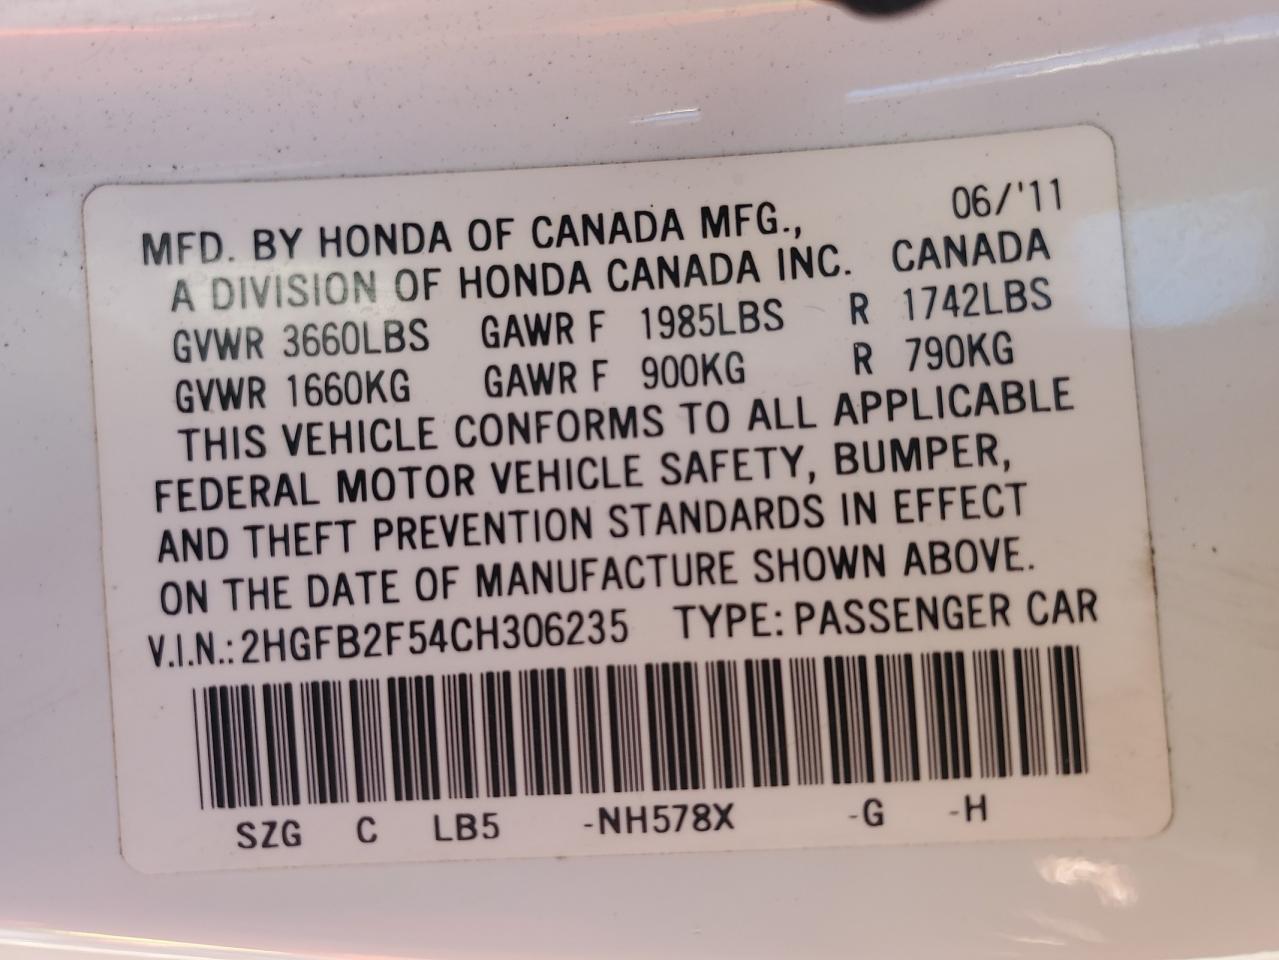 06/'11
MFD. BY HONDA OF CANADA MFG.,
A DIVISION OF HONDA CANADA INC. CANADA
GVWR 3660LBS GAWR F 1985LBS R 1742LBS
GVWR 1660KG GAWR F 900KG R 790KG
THIS VEHICLE CONFORMS TO ALL APPLICABLE
FEDERAL MOTOR VEHICLE SAFETY, BUMPER,
AND THEFT PREVENTION STANDARDS IN EFFECT
ON THE DATE OF MANUFACTURE SHOWN ABOVE.
V.I.N.: 2HGFB2F54CH306235 TYPE: PASSENGER CAR
SZG C LB5 -NH578X -G -H